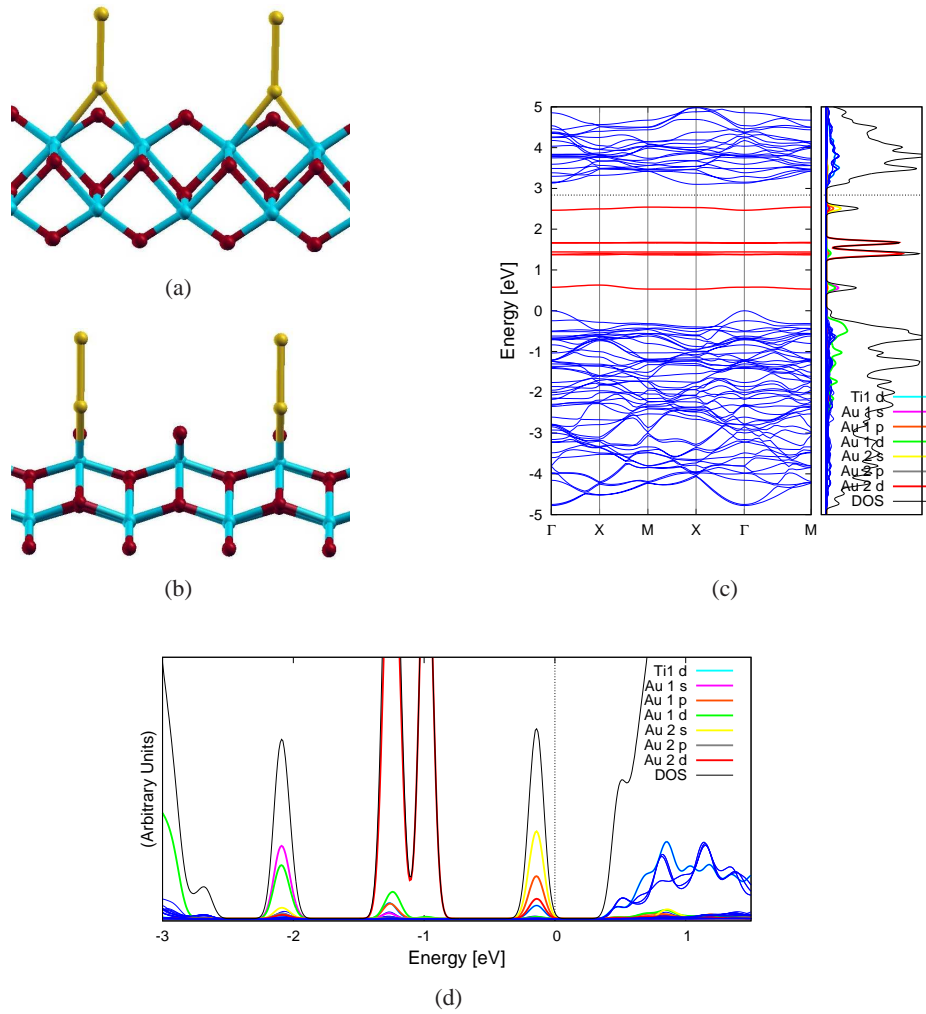 (a)
(b)
5
4
3
2
1
0
-1
-2
-3
-4
-5
Energy [eV]
Γ X M X Γ M
Ti1 d
Au 1 s
Au 1 p
Au 1 d
Au 2 s
Au 2 p
Au 2 d
DOS
(c)
(Arbitrary Units)
Ti1 d
Au 1 s
Au 1 p
Au 1 d
Au 2 s
Au 2 p
Au 2 d
DOS
-3 -2 -1 0 1
Energy [eV]
(d)